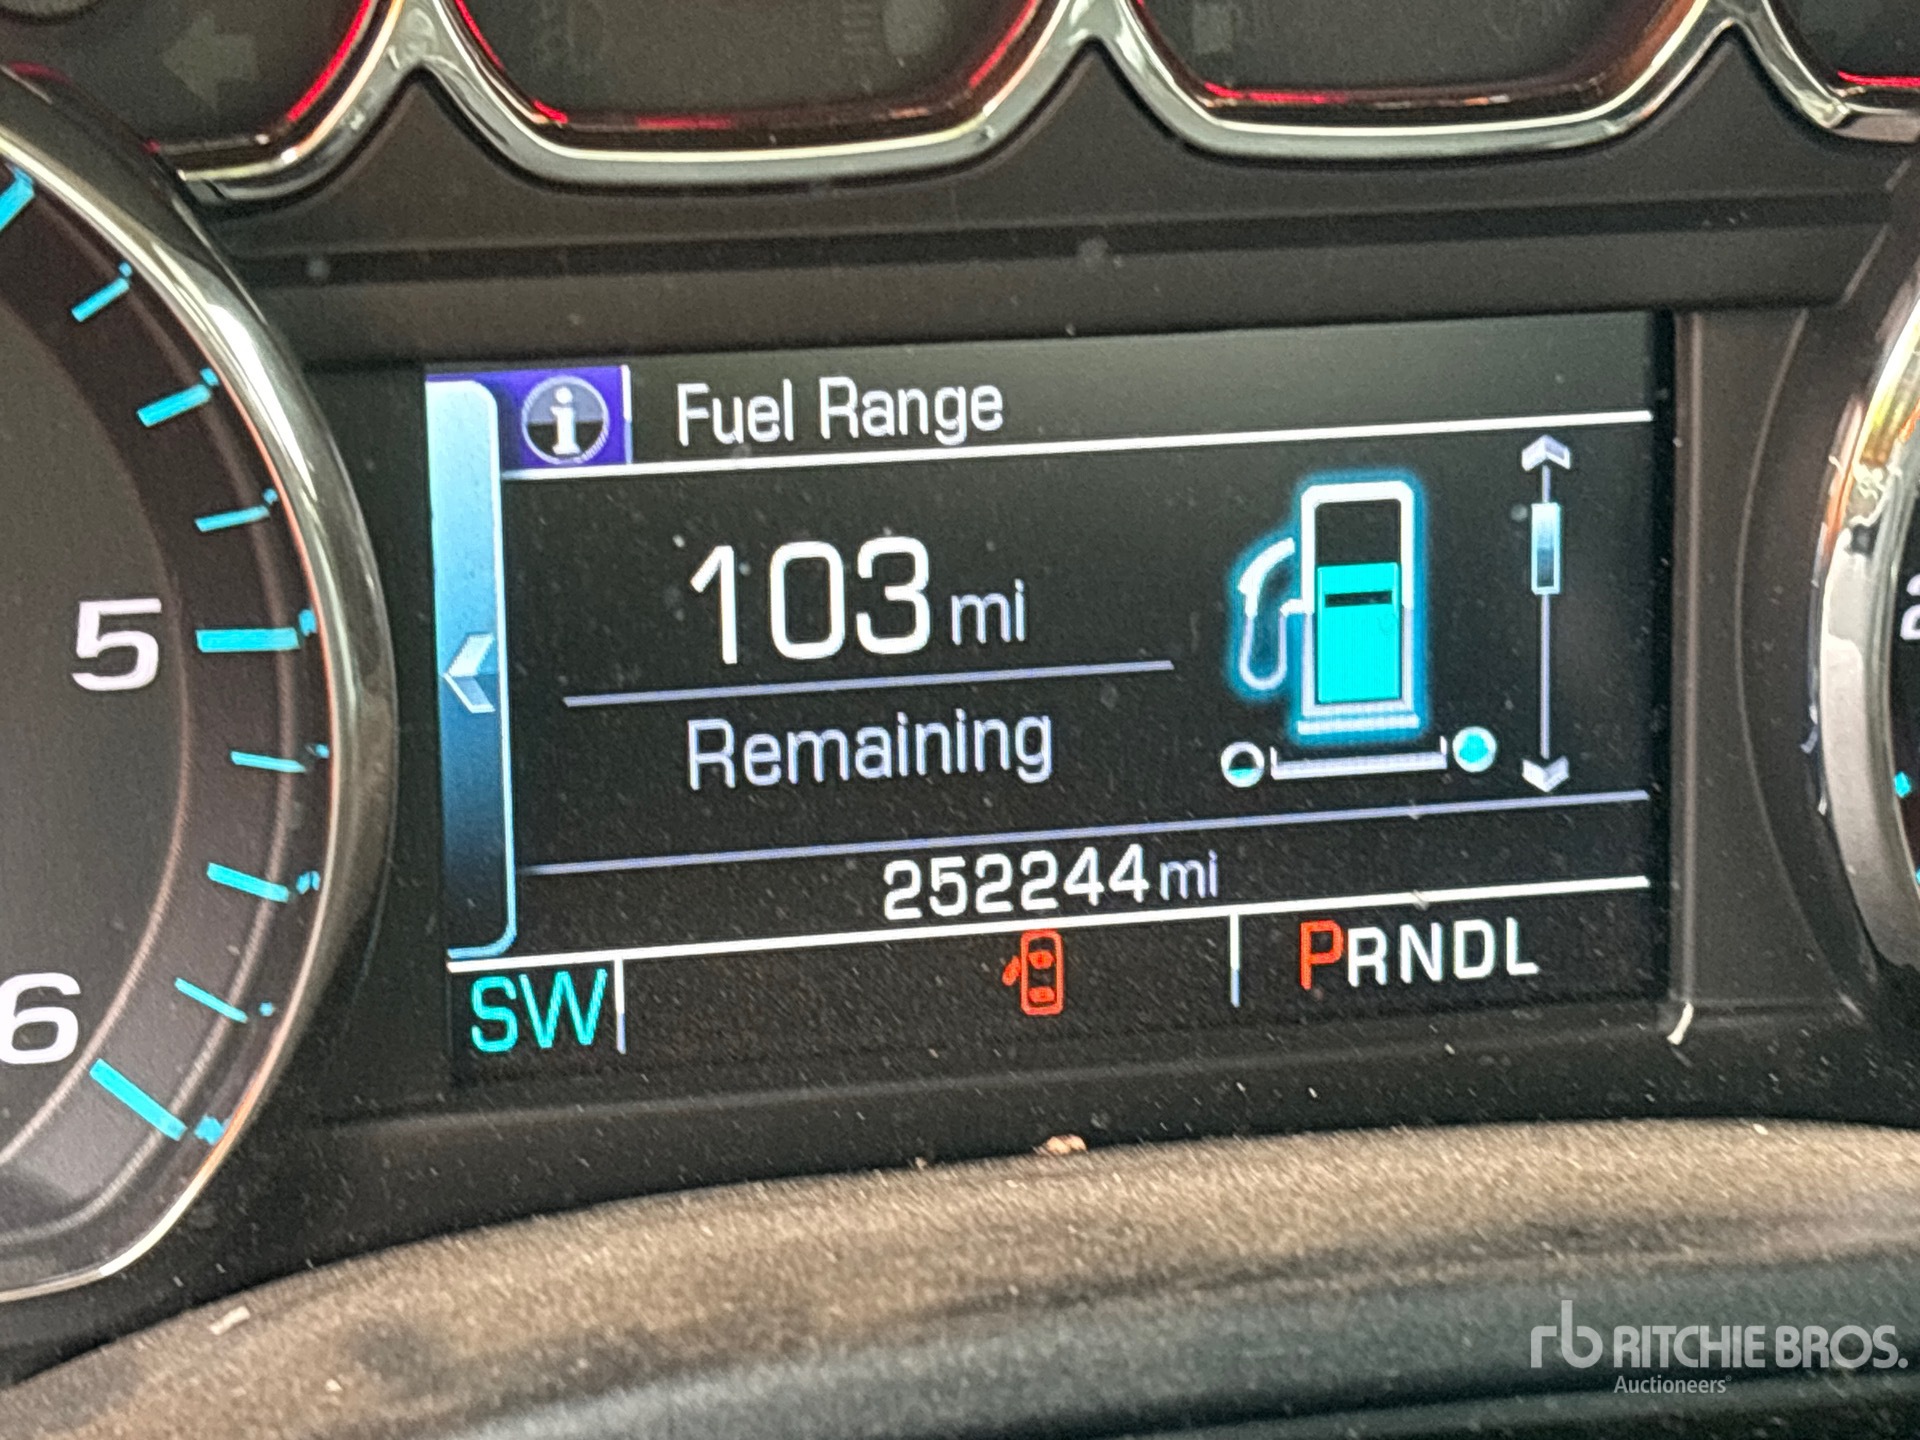 Fuel Range
103 mi
Remaining
252244 mi
SW
PRNDL
5
6
RITCHIE BROS.
Auctioneers